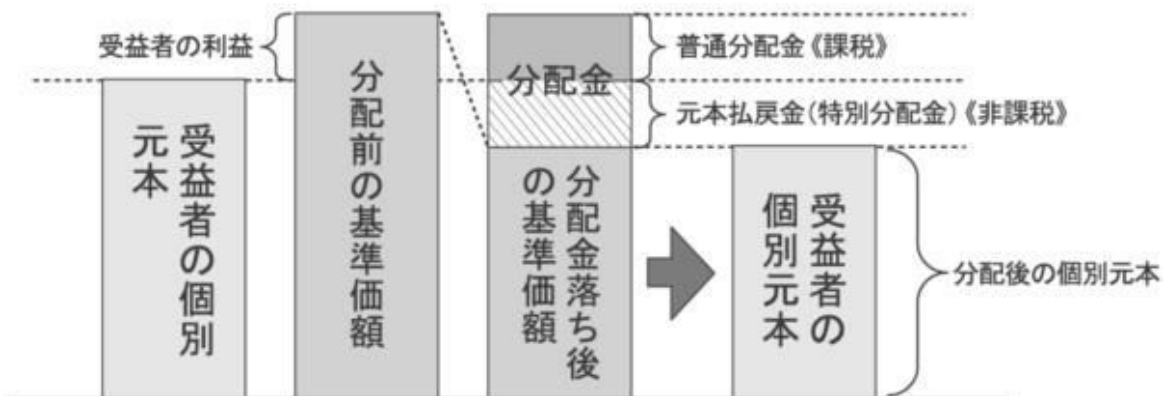 受益者の利益
受益者の個別
元本
分配前の基準価額
分配金
分配金落ち後
の基準価額
普通分配金《課税》
元本払戻金(特別分配金)《非課税》
受益者の
個別元本
分配後の個別元本